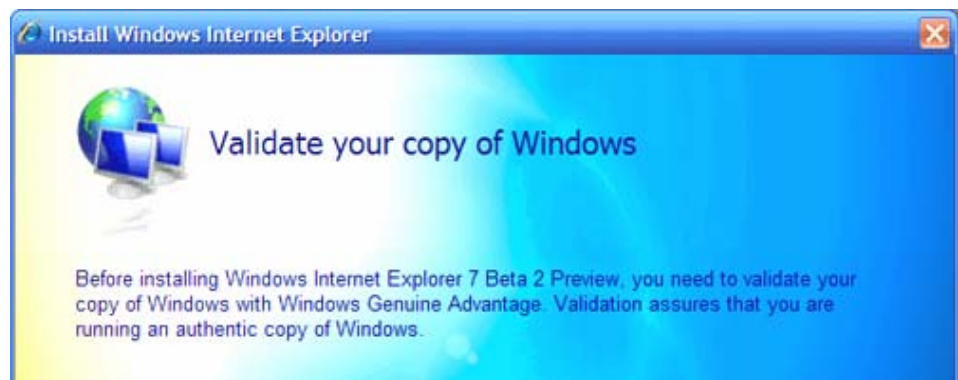 Install Windows Internet Explorer
Validate your copy of Windows
Before installing Windows Internet Explorer 7 Beta 2 Preview, you need to validate your
copy of Windows with Windows Genuine Advantage. Validation assures that you are
running an authentic copy of Windows.